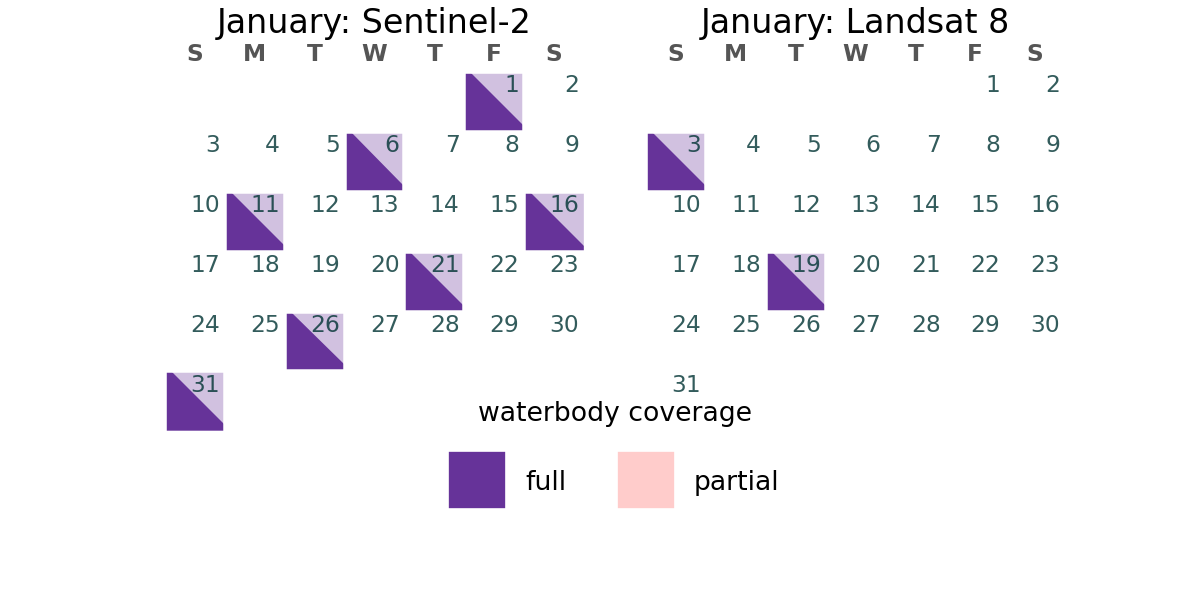 January: Sentinel-2
S M T W T F S
1 2
3 4 5 6 7 8 9
10 11 12 13 14 15 16
17 18 19 20 21 22 23
24 25 26 27 28 29 30
31
January: Landsat 8
S M T W T F S
1 2
3 4 5 6 7 8 9
10 11 12 13 14 15 16
17 18 19 20 21 22 23
24 25 26 27 28 29 30
31
waterbody coverage
full partial